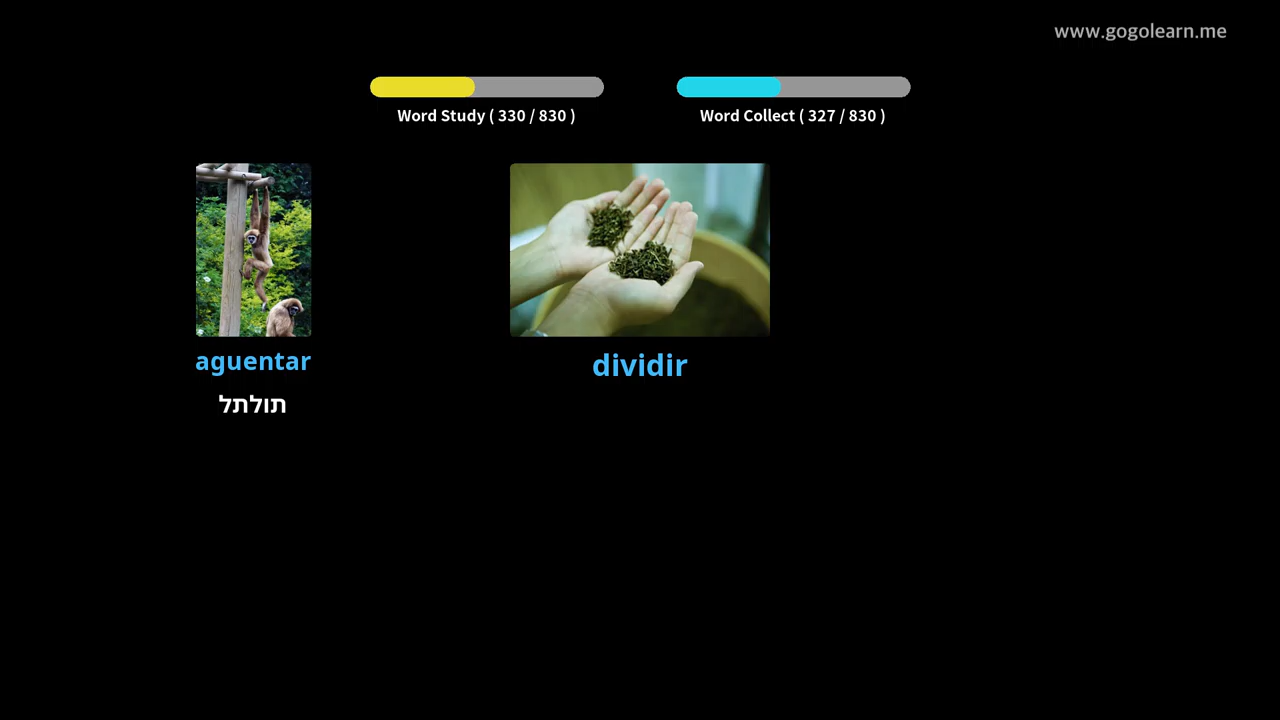 www.gogolearn.me
Word Study ( 330 / 830 )
Word Collect ( 327 / 830 )
aguentar
תולתל
dividir